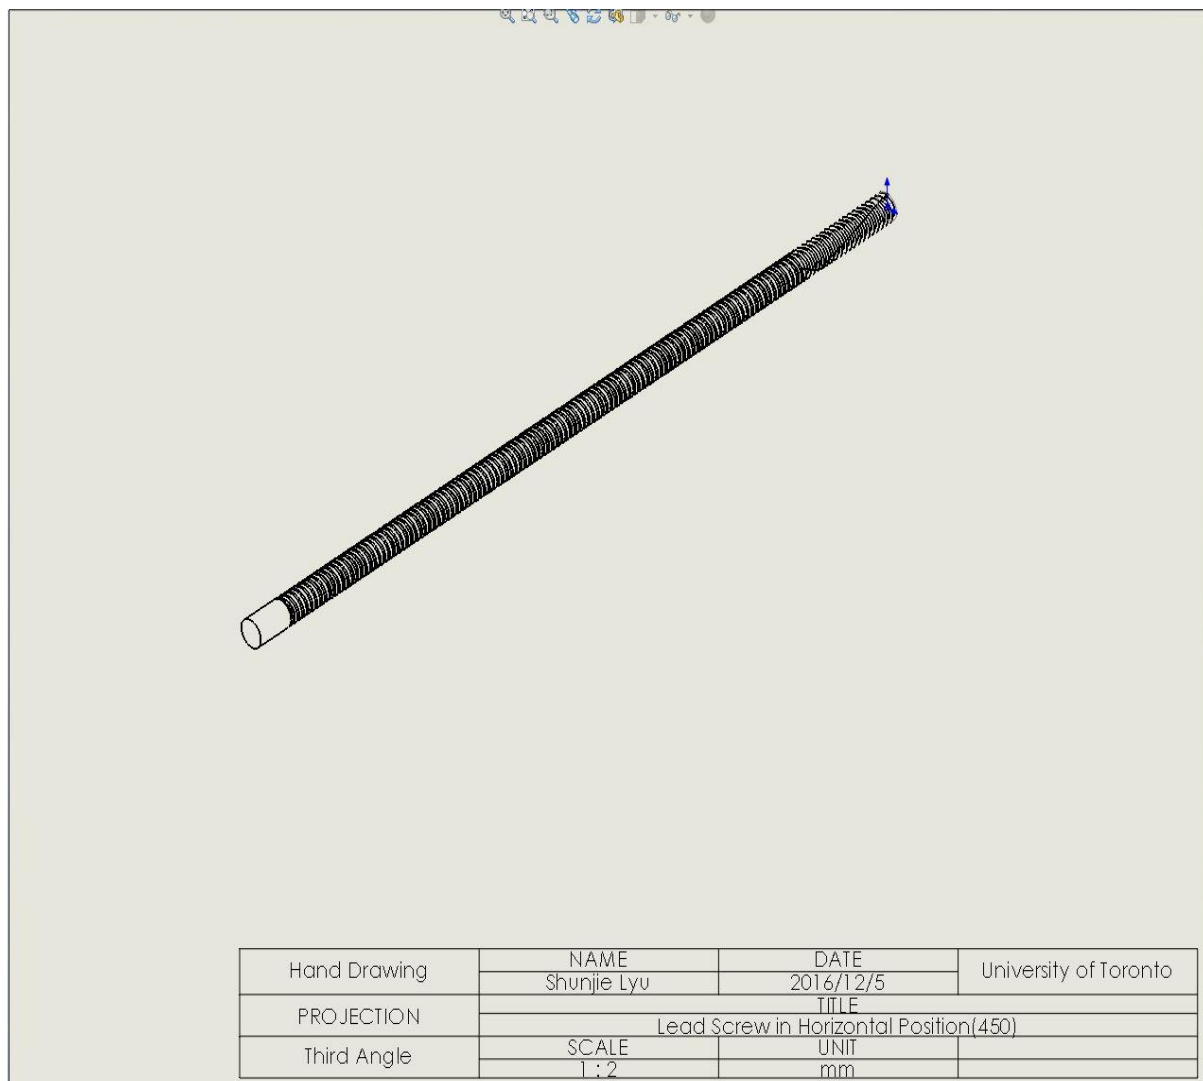 Hand Drawing
NAME
DATE
University of Toronto
Shunjie Lyu
2016/12/5
PROJECTION
TITLE
Lead Screw in Horizontal Position(450)
Third Angle
SCALE
UNIT
1 : 2
mm